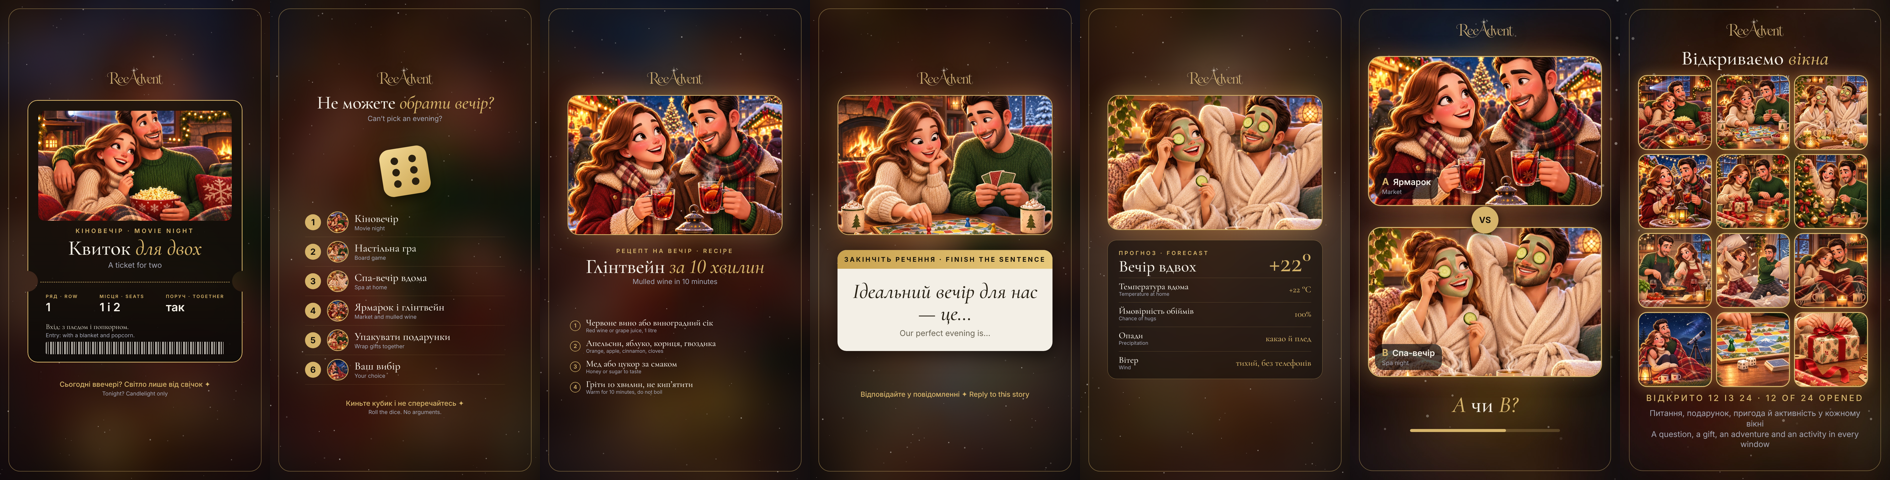 ReeAdvent
КІНОВЕЧІР · MOVIE NIGHT
Квиток для двох
A ticket for two
РЯД · ROW
1
МІСЦЯ · SEATS
1 і 2
ПОРУЧ · TOGETHER
так
Вхід: з пледом і попкорном.
Entry: with a blanket and popcorn.
Сьогодні ввечері? Світло лише від свічок ✦
Tonight? Candlelight only
ReeAdvent
Не можете обрати вечір?
Can't pick an evening?
1
Кіновечір
Movie night
2
Настільна гра
Board game
3
Спа-вечір вдома
Spa at home
4
Ярмарок і глінтвейн
Market and mulled wine
5
Упакувати подарунки
Wrap gifts together
6
Ваш вибір
Your choice
Киньте кубик і не сперечайтесь ✦
Roll the dice. No arguments.
ReeAdvent
РЕЦЕПТ НА ВЕЧІР · RECIPE
Глінтвейн за 10 хвилин
Mulled wine in 10 minutes
1
Червоне вино або виноградний сік
Red wine or grape juice, 1 litre
2
Апельсин, яблуко, кориця, гвоздика
Orange, apple, cinnamon, cloves
3
Мед або цукор за смаком
Honey or sugar to taste
4
Гріти 10 хвилин, не кип'ятити
Warm for 10 minutes, do not boil
ReeAdvent
ЗАКІНЧІТЬ РЕЧЕННЯ · FINISH THE SENTENCE
Ідеальний вечір для нас
— це...
Our perfect evening is...
Відповідайте у повідомленні ✦ Reply to this story
ReeAdvent
ПРОГНОЗ · FORECAST
Вечір вдвох
+22°
Температура вдома
Temperature at home
+22 °C
Ймовірність обіймів
Chance of hugs
100%
Опади
Precipitation
какао й плед
Вітер
Wind
тихий, без телефонів
ReeAdvent
A Ярмарок
Market
VS
B Спа-вечір
Spa night
А чи В?
ReeAdvent
Відкриваємо вікна
ВІДКРИТО 12 ІЗ 24 · 12 OF 24 OPENED
Питання, подарунок, пригода й активність у кожному
вікні
A question, a gift, an adventure and an activity in every
window